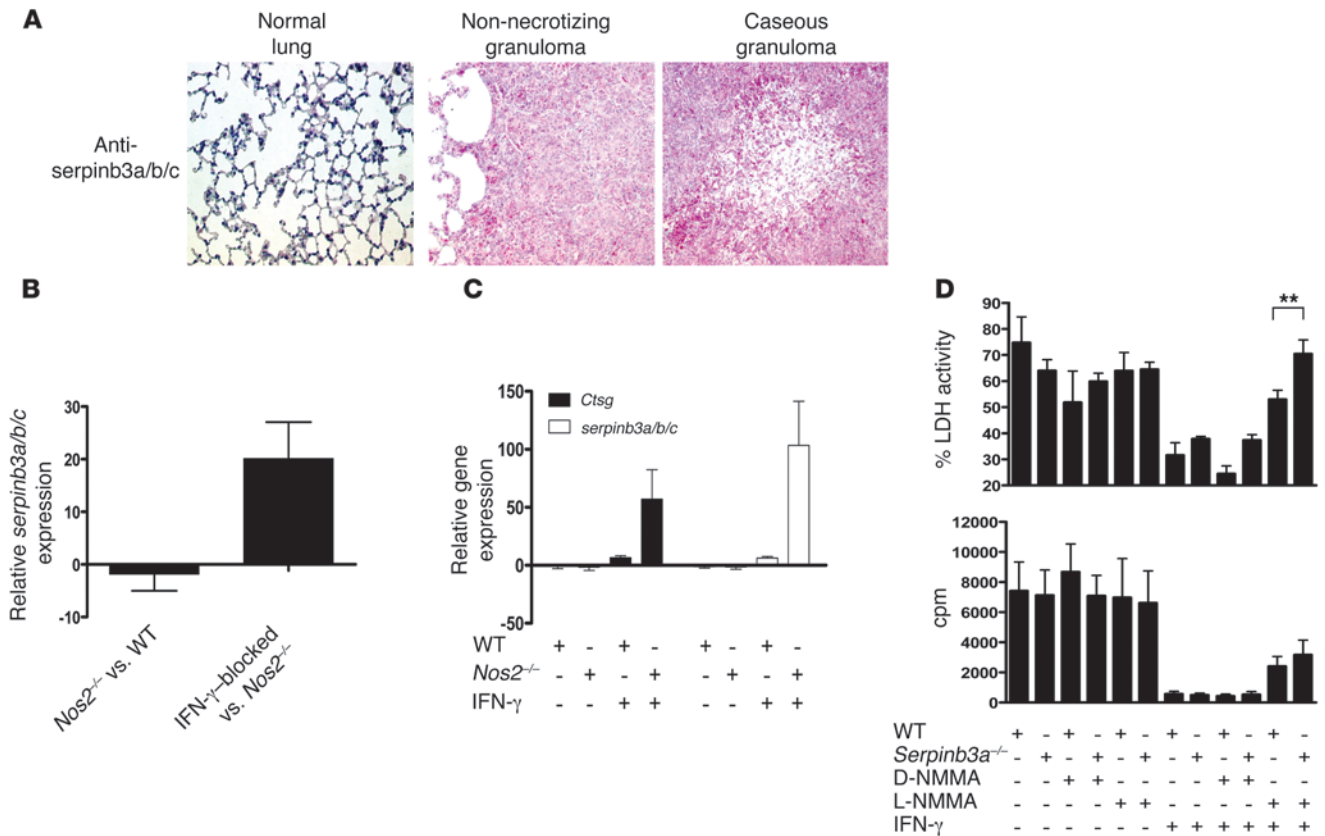 A
Normal
lung
Non-necrotizing
granuloma
Caseous
granuloma
Anti-
serpinb3a/b/c
B
Relative serpinb3a/b/c
expression
30
20
10
0
-10
Nos2⁻/⁻ vs. WT
IFN-γ–blocked
vs. Nos2⁻/⁻
C
Relative gene
expression
150
100
50
0
-50
Ctsg
serpinb3a/b/c
WT + - + - + - + -
Nos2⁻/⁻ - + - + - + - +
IFN-γ - - + + - - + +
D
% LDH activity
90
80
70
60
50
40
30
20
**
cpm
12000
10000
8000
6000
4000
2000
0
WT + - + - + - + - + - + -
Serpinb3a⁻/⁻ - + - + - + - + - + - +
D-NMMA - - + + - - - - + + - -
L-NMMA - - - - + + - - - - + +
IFN-γ - - - - - - + + + + + +